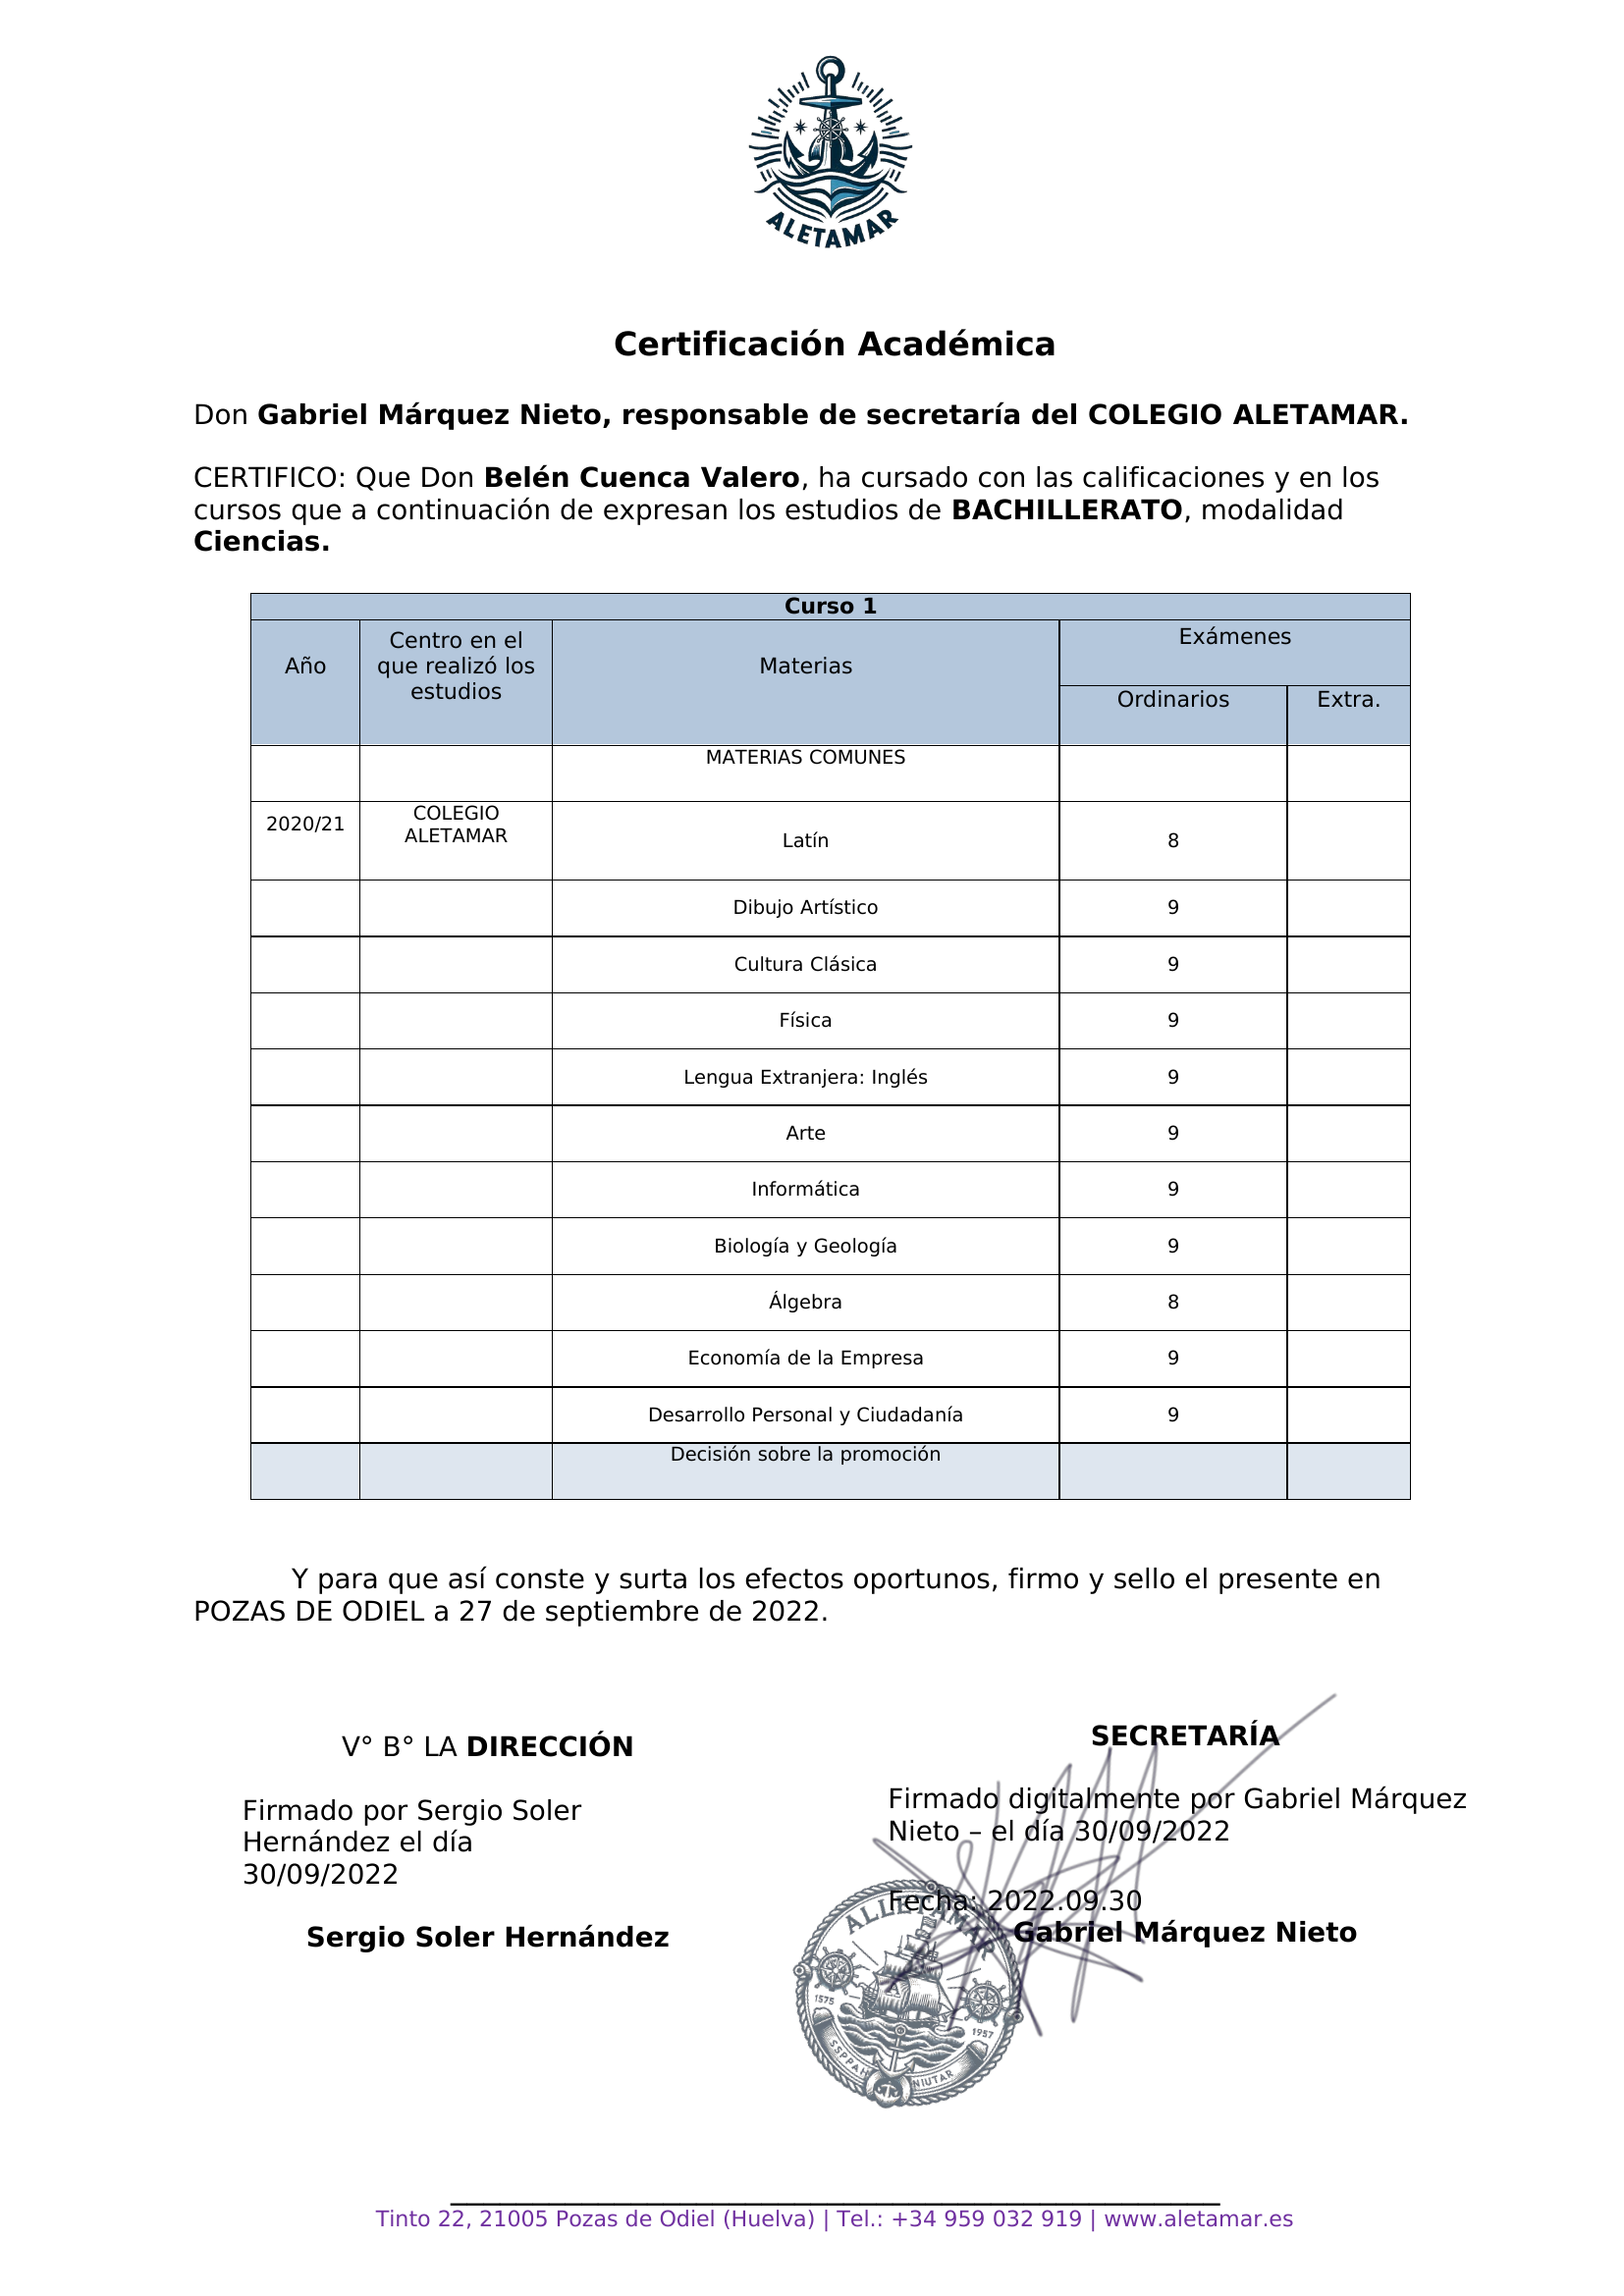 ALETAMAR
Certificación Académica
Don Gabriel Márquez Nieto, responsable de secretaría del COLEGIO ALETAMAR.
CERTIFICO: Que Don Belén Cuenca Valero, ha cursado con las calificaciones y en los
cursos que a continuación de expresan los estudios de BACHILLERATO, modalidad
Ciencias.
Curso 1
Año
Centro en el
que realizó los
estudios
Materias
Exámenes
Ordinarios
Extra.
MATERIAS COMUNES
2020/21
COLEGIO
ALETAMAR
Latín
8
Dibujo Artístico
9
Cultura Clásica
9
Física
9
Lengua Extranjera: Inglés
9
Arte
9
Informática
9
Biología y Geología
9
Álgebra
8
Economía de la Empresa
9
Desarrollo Personal y Ciudadanía
9
Decisión sobre la promoción
Y para que así conste y surta los efectos oportunos, firmo y sello el presente en
POZAS DE ODIEL a 27 de septiembre de 2022.
V° B° LA DIRECCIÓN
Firmado por Sergio Soler
Hernández el día
30/09/2022
Sergio Soler Hernández
SECRETARÍA
Firmado digitalmente por Gabriel Márquez
Nieto – el día 30/09/2022
Fecha: 2022.09.30
Gabriel Márquez Nieto
ALLETAMAR
A
1575
1957
SSPPAH
NIUTAR
Tinto 22, 21005 Pozas de Odiel (Huelva) | Tel.: +34 959 032 919 | www.aletamar.es